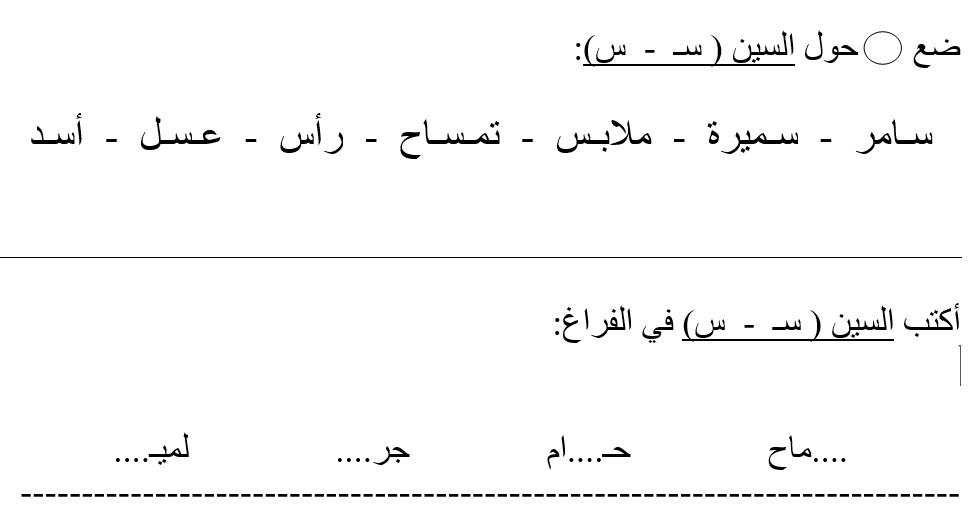 ضع حول السين ( سـ - س):
سـامر - سـميرة - ملابـس - تمـسـاح - رأس - عـسـل - أسـد
أكتب السين ( سـ - س) في الفراغ:
....ماح حـ....ام جر.... لميـ....